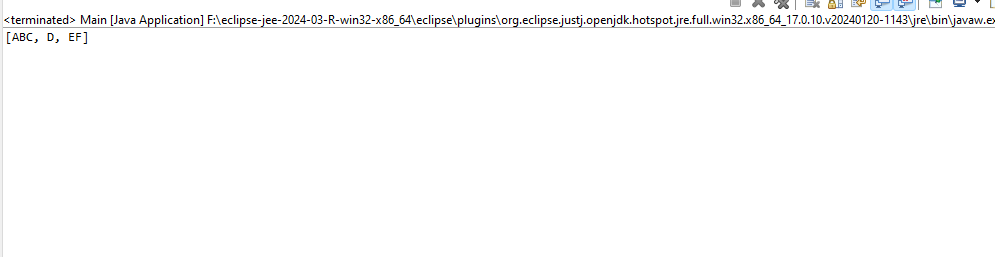 <terminated> Main [Java Application] F:\eclipse-jee-2024-03-R-win32-x86_64\eclipse\plugins\org.eclipse.justj.openjdk.hotspot.jre.full.win32.x86_64_17.0.10.v20240120-1143\jre\bin\javaw.ex
[ABC, D, EF]